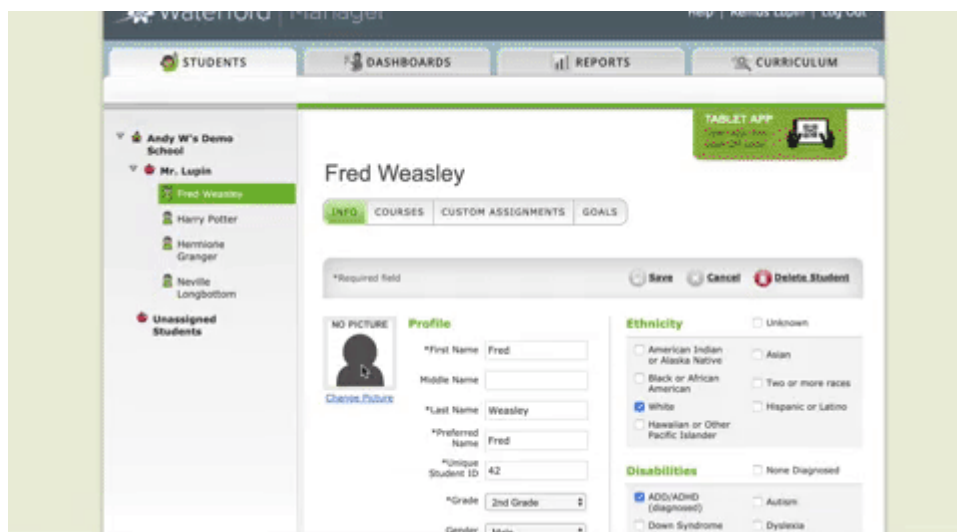 Waterford | Manager
Help | Remus Lupin | Log Out
STUDENTS
DASHBOARDS
REPORTS
CURRICULUM
TABLET APP
Andy W's Demo
School
Mr. Lupin
Fred Weasley
Harry Potter
Hermione
Granger
Neville
Longbottom
Unassigned
Students
Fred Weasley
INFO
COURSES
CUSTOM ASSIGNMENTS
GOALS
*Required field
Save
Cancel
Delete Student
NO PICTURE
Change Picture
Profile
*First Name Fred
Middle Name
*Last Name Weasley
*Preferred
Name Fred
*Unique
Student ID 42
*Grade 2nd Grade
Gender Male
Ethnicity
Unknown
American Indian
or Alaska Native
Asian
Black or African
American
Two or more races
White
Hispanic or Latino
Hawaiian or Other
Pacific Islander
Disabilities
None Diagnosed
ADD/ADHD
(diagnosed)
Autism
Down Syndrome
Dyslexia